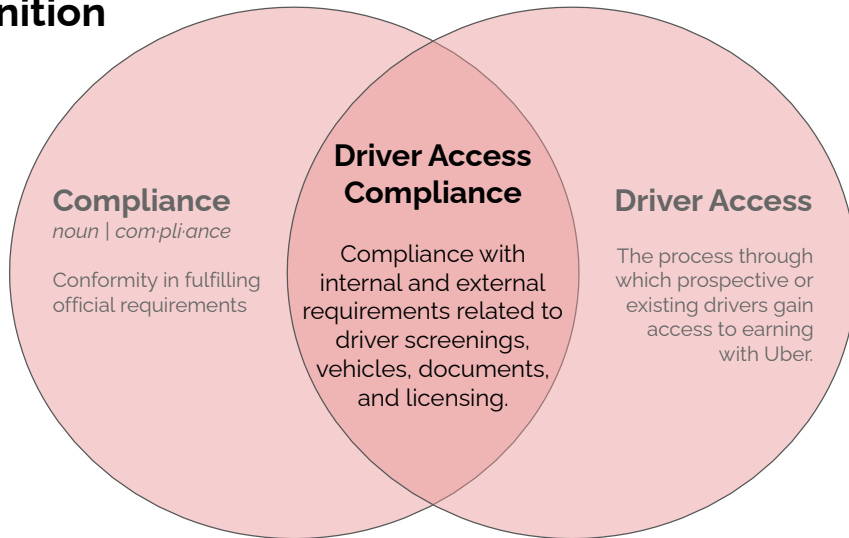 nition
Compliance
noun | com·pli·ance
Conformity in fulfilling
official requirements
Driver Access
Compliance
Compliance with
internal and external
requirements related to
driver screenings,
vehicles, documents,
and licensing.
Driver Access
The process through
which prospective or
existing drivers gain
access to earning
with Uber.